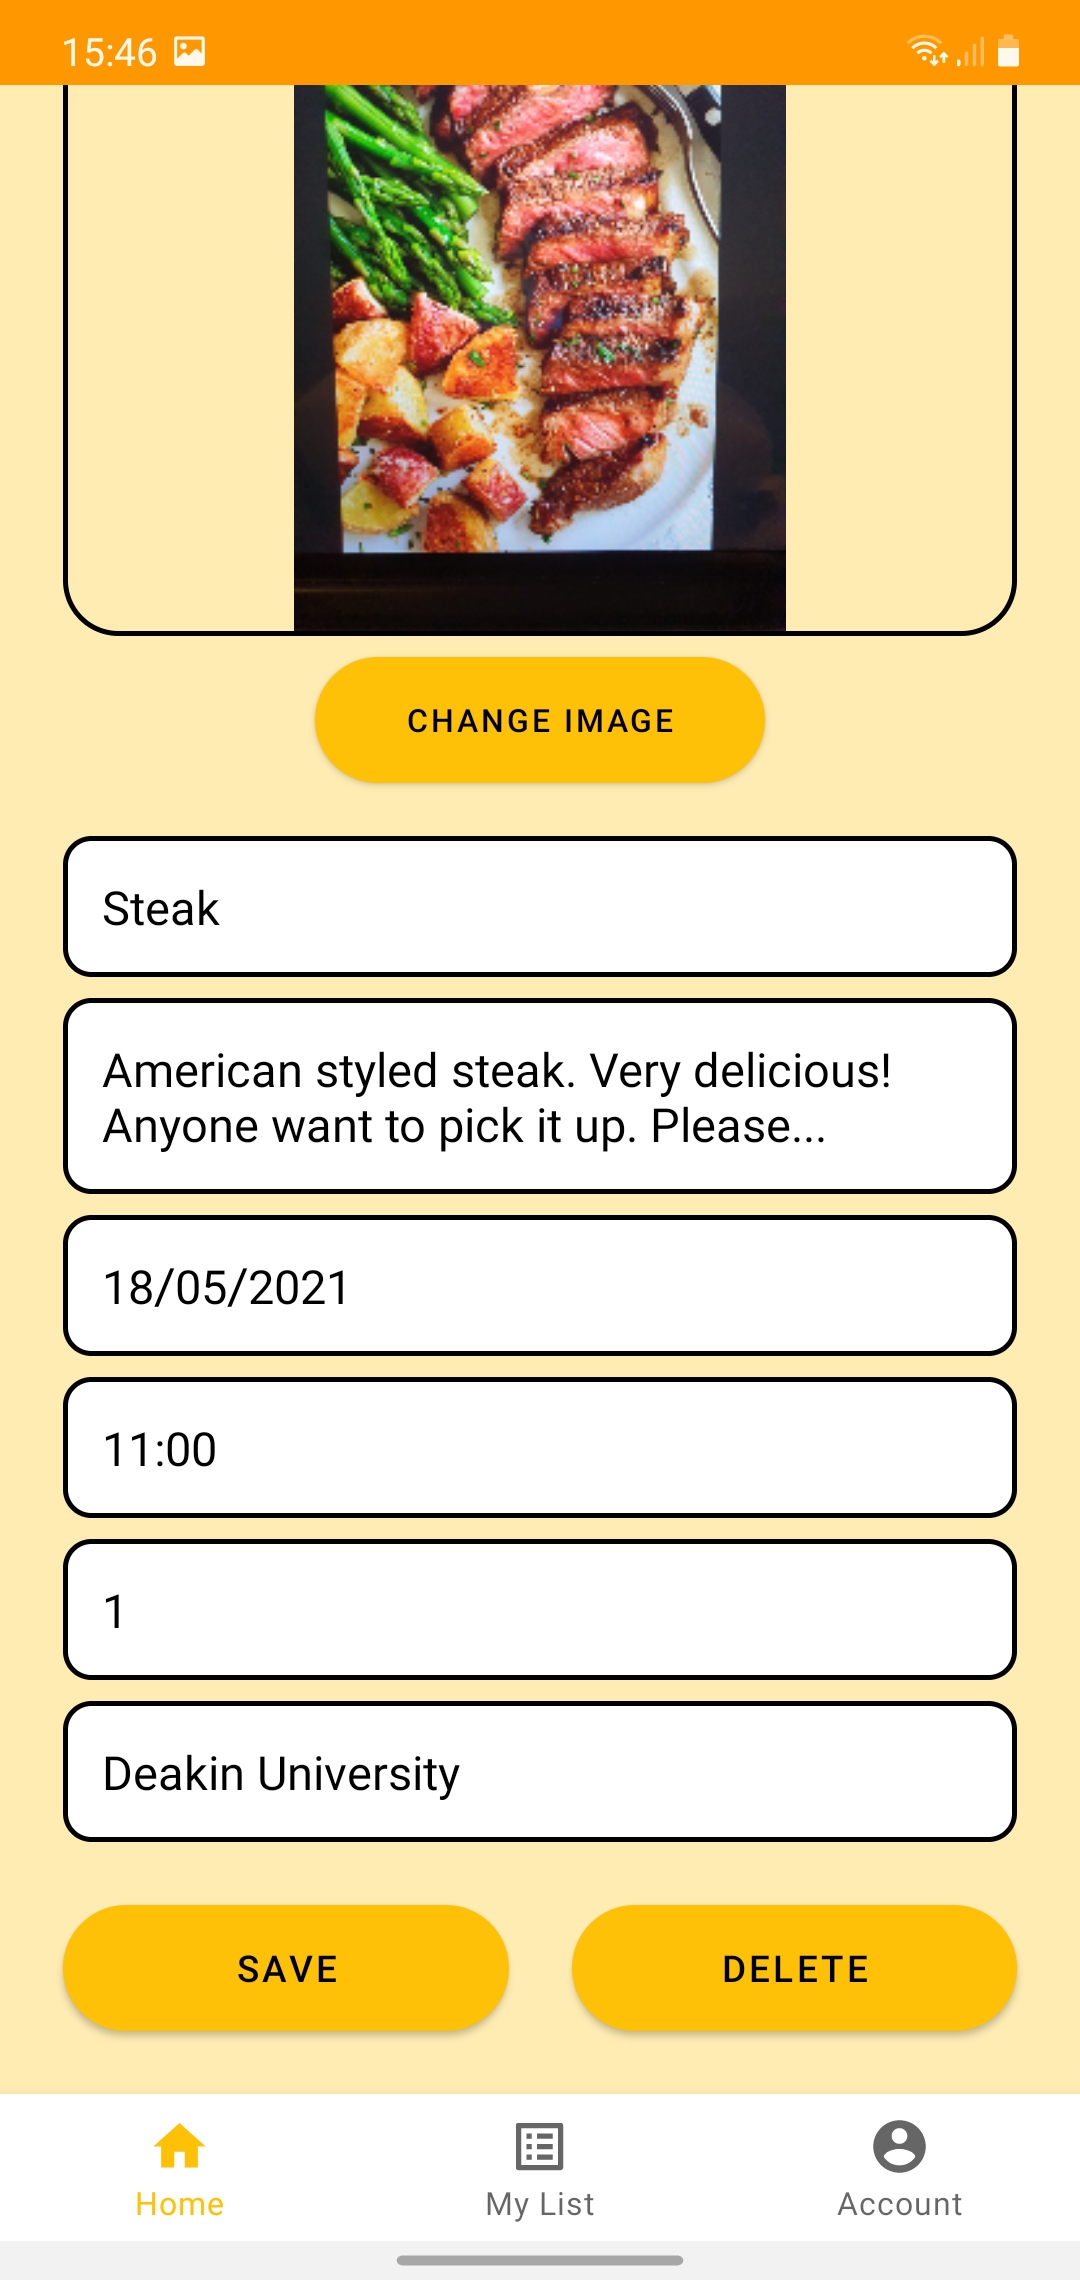 15:46
CHANGE IMAGE
Steak
American styled steak. Very delicious!
Anyone want to pick it up. Please...
18/05/2021
11:00
1
Deakin University
SAVE
DELETE
Home
My List
Account